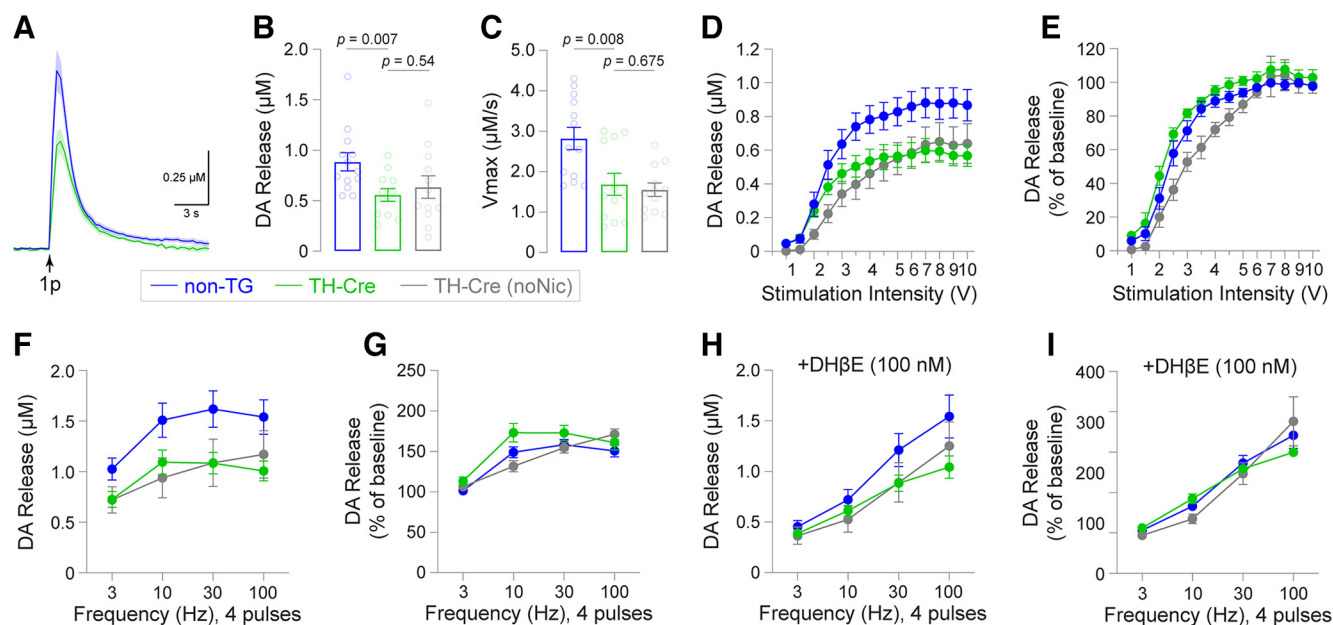 A
0.25 µM
3 s
1p
B
DA Release (µM)
2.0
1.5
1.0
0.5
0
p = 0.007
p = 0.54
C
Vmax (µM/s)
5.0
4.0
3.0
2.0
1.0
0
p = 0.008
p = 0.675
D
DA Release (µM)
1.2
1.0
0.8
0.6
0.4
0.2
0
1 2 3 4 5 6 7 8 9 10
Stimulation Intensity (V)
E
DA Release
(% of baseline)
120
100
80
60
40
20
0
1 2 3 4 5 6 7 8 9 10
Stimulation Intensity (V)
non-TG TH-Cre TH-Cre (noNic)
F
DA Release (µM)
2.0
1.5
1.0
0.5
0
3 10 30 100
Frequency (Hz), 4 pulses
G
DA Release
(% of baseline)
250
200
150
100
50
0
3 10 30 100
Frequency (Hz), 4 pulses
H
+DHβE (100 nM)
DA Release (µM)
2.0
1.5
1.0
0.5
0
3 10 30 100
Frequency (Hz), 4 pulses
I
+DHβE (100 nM)
DA Release
(% of baseline)
400
300
200
100
0
3 10 30 100
Frequency (Hz), 4 pulses